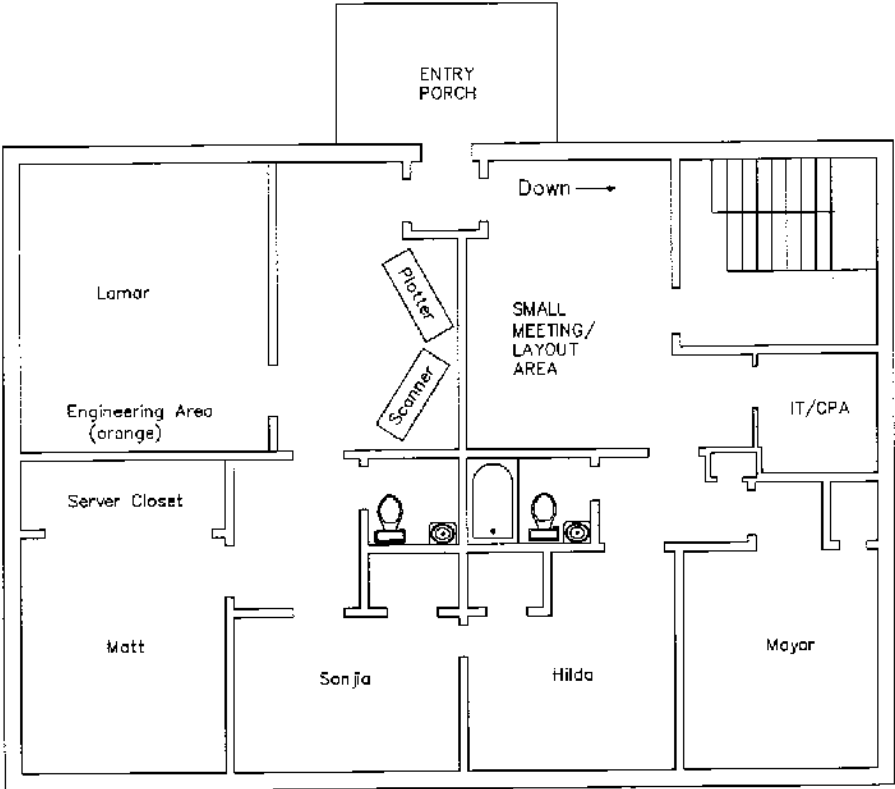 ENTRY
PORCH
Down
Lamar
Plotter
SMALL
MEETING/
LAYOUT
AREA
Scanner
Engineering Area
(orange)
IT/CPA
Server Closet
Matt
Sonjia
Hilda
Mayor